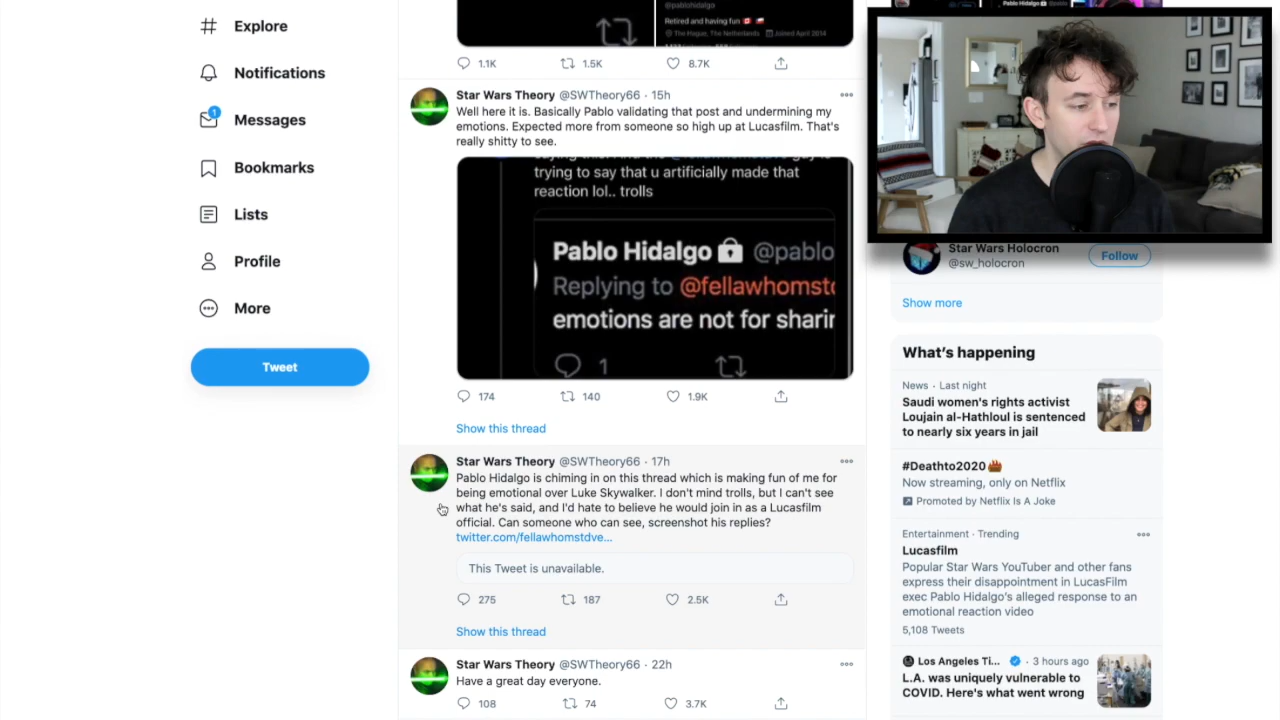 Explore
Notifications
1
Messages
Bookmarks
Lists
Profile
More
Tweet
@pablohidalgo
Retired and having fun
The Hague, The Netherlands Joined April 2014
1.1K 1.5K 8.7K
Star Wars Theory @SWTheory66 · 15h
Well here it is. Basically Pablo validating that post and undermining my
emotions. Expected more from someone so high up at Lucasfilm. That's
really shitty to see.
trying to say that u artificially made that
reaction lol.. trolls
Pablo Hidalgo @pablo
Replying to @fellawhomstd
emotions are not for sharin
1
174 140 1.9K
Show this thread
Star Wars Theory @SWTheory66 · 17h
Pablo Hidalgo is chiming in on this thread which is making fun of me for
being emotional over Luke Skywalker. I don't mind trolls, but I can't see
what he's said, and I'd hate to believe he would join in as a Lucasfilm
official. Can someone who can see, screenshot his replies?
twitter.com/fellawhomstdve...
This Tweet is unavailable.
275 187 2.5K
Show this thread
Star Wars Theory @SWTheory66 · 22h
Have a great day everyone.
108 74 3.7K
Star Wars Holocron
@sw_holocron
Follow
Show more
What's happening
News · Last night
Saudi women's rights activist
Loujain al-Hathloul is sentenced
to nearly six years in jail
#Deathto2020
Now streaming, only on Netflix
Promoted by Netflix Is A Joke
Entertainment · Trending
Lucasfilm
Popular Star Wars YouTuber and other fans
express their disappointment in LucasFilm
exec Pablo Hidalgo's alleged response to an
emotional reaction video
5,108 Tweets
Los Angeles Ti... · 3 hours ago
L.A. was uniquely vulnerable to
COVID. Here's what went wrong